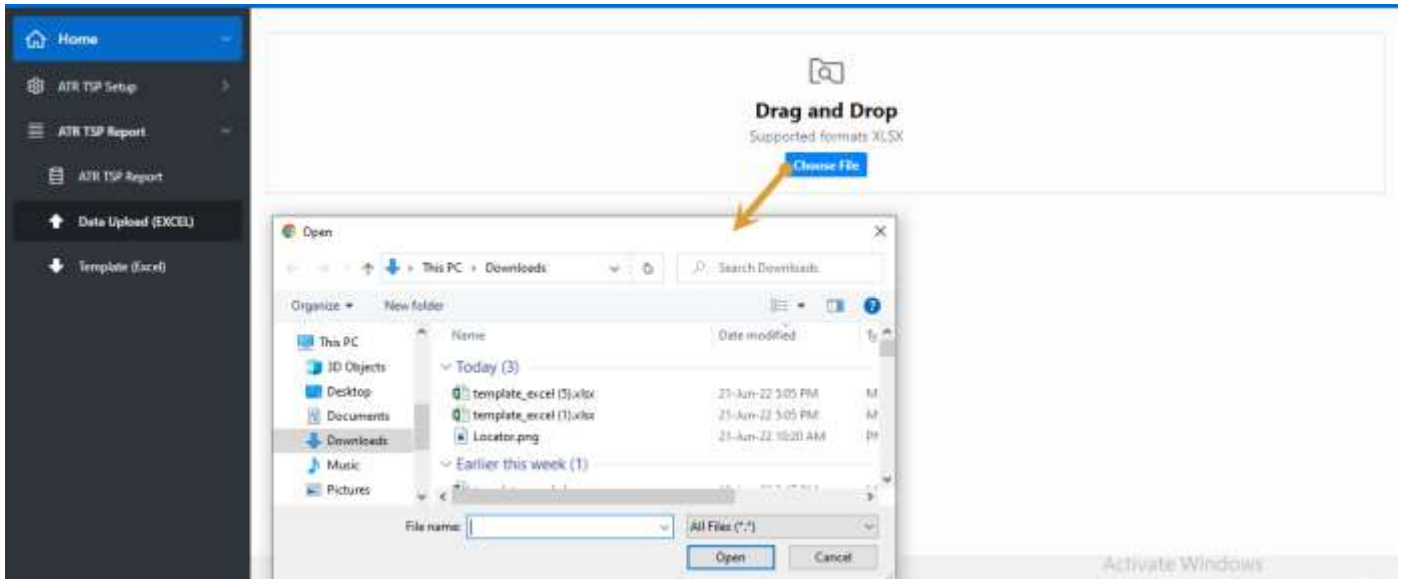 Home
ATR TSP Setup
ATR TSP Report
ATR TSP Report
Data Upload (EXCEL)
Template (Excel)
Drag and Drop
Supported formats XLSX
Choose File
Open
This PC › Downloads
Search Downloads
Organize
New folder
This PC
3D Objects
Desktop
Documents
Downloads
Music
Pictures
Name
Date modified
Ty
Today (3)
template_excel (5).xlsx 21-Jun-22 5:05 PM M
template_excel (1).xlsx 21-Jun-22 5:05 PM M
Locator.png 21-Jun-22 10:20 AM
Earlier this week (1)
File name:
All Files (*.*)
Open
Cancel
Activate Windows